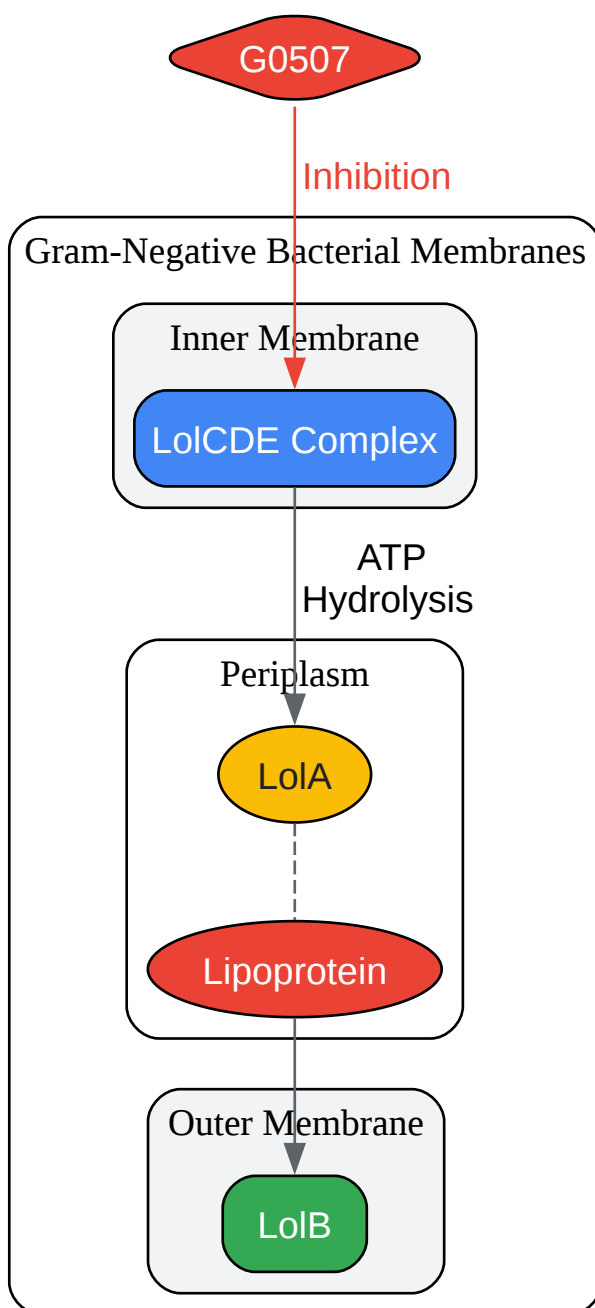 G0507
Inhibition
Gram-Negative Bacterial Membranes
Inner Membrane
LolCDE Complex
ATP
Hydrolysis
Periplasm
LolA
Lipoprotein
Outer Membrane
LolB